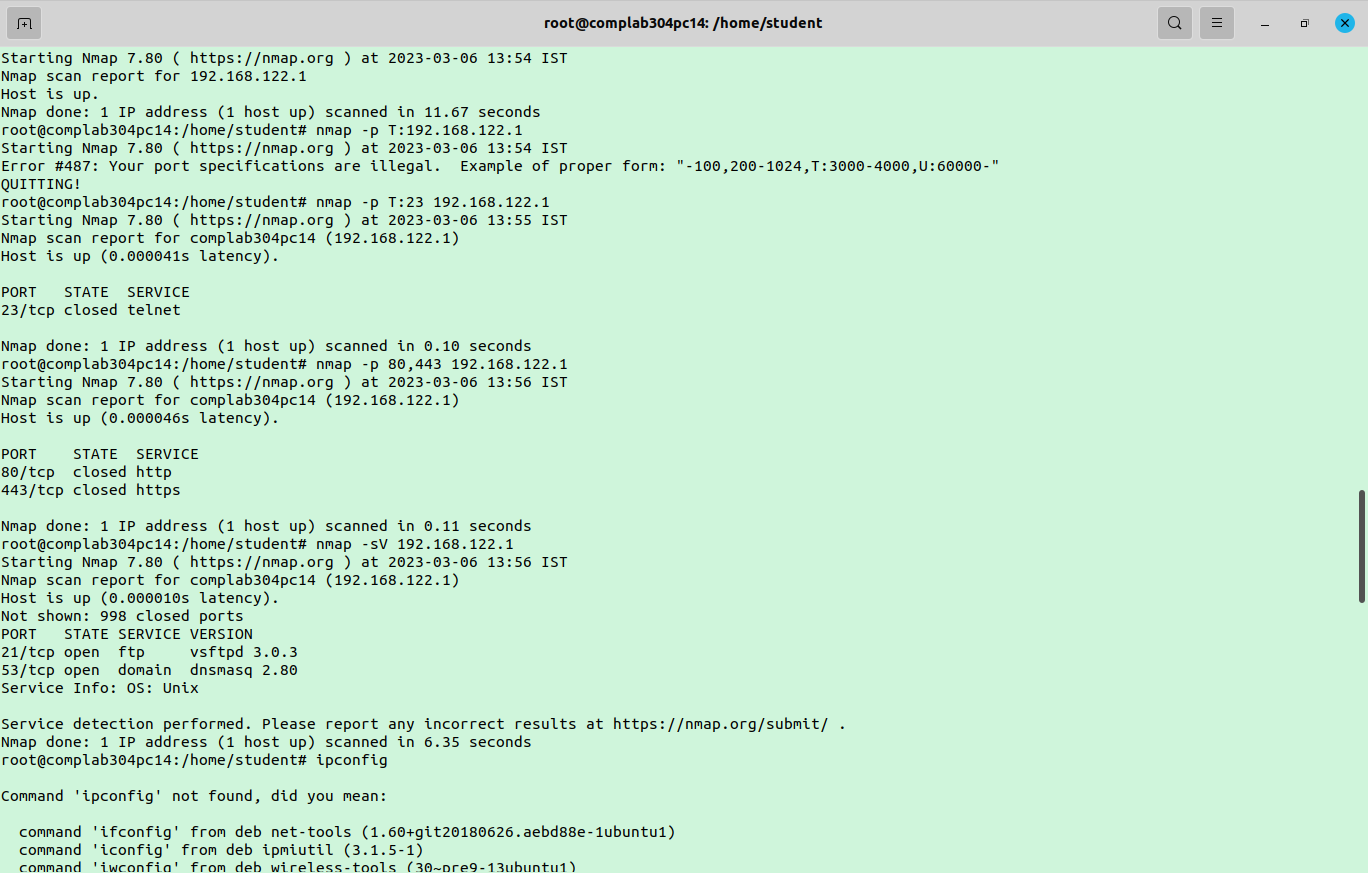 root@complab304pc14: /home/student
Starting Nmap 7.80 ( https://nmap.org ) at 2023-03-06 13:54 IST
Nmap scan report for 192.168.122.1
Host is up.
Nmap done: 1 IP address (1 host up) scanned in 11.67 seconds
root@complab304pc14:/home/student# nmap -p T:192.168.122.1
Starting Nmap 7.80 ( https://nmap.org ) at 2023-03-06 13:54 IST
Error #487: Your port specifications are illegal.  Example of proper form: "-100,200-1024,T:3000-4000,U:60000-"
QUITTING!
root@complab304pc14:/home/student# nmap -p T:23 192.168.122.1
Starting Nmap 7.80 ( https://nmap.org ) at 2023-03-06 13:55 IST
Nmap scan report for complab304pc14 (192.168.122.1)
Host is up (0.000041s latency).

PORT   STATE  SERVICE
23/tcp closed telnet

Nmap done: 1 IP address (1 host up) scanned in 0.10 seconds
root@complab304pc14:/home/student# nmap -p 80,443 192.168.122.1
Starting Nmap 7.80 ( https://nmap.org ) at 2023-03-06 13:56 IST
Nmap scan report for complab304pc14 (192.168.122.1)
Host is up (0.000046s latency).

PORT    STATE  SERVICE
80/tcp  closed http
443/tcp closed https

Nmap done: 1 IP address (1 host up) scanned in 0.11 seconds
root@complab304pc14:/home/student# nmap -sV 192.168.122.1
Starting Nmap 7.80 ( https://nmap.org ) at 2023-03-06 13:56 IST
Nmap scan report for complab304pc14 (192.168.122.1)
Host is up (0.000010s latency).
Not shown: 998 closed ports
PORT   STATE SERVICE VERSION
21/tcp open  ftp     vsftpd 3.0.3
53/tcp open  domain  dnsmasq 2.80
Service Info: OS: Unix

Service detection performed. Please report any incorrect results at https://nmap.org/submit/ .
Nmap done: 1 IP address (1 host up) scanned in 6.35 seconds
root@complab304pc14:/home/student# ipconfig

Command 'ipconfig' not found, did you mean:

  command 'ifconfig' from deb net-tools (1.60+git20180626.aebd88e-1ubuntu1)
  command 'iconfig' from deb ipmiutil (3.1.5-1)
  command 'iwconfig' from deb wireless-tools (30~pre9-13ubuntu1)